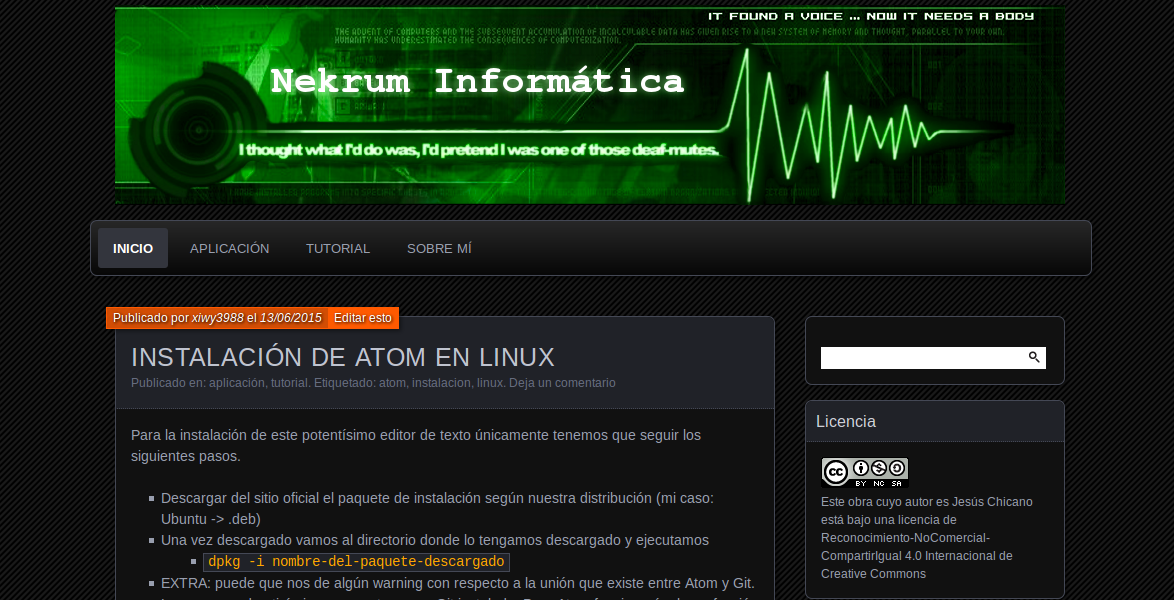 IT FOUND A VOICE ... NOW IT NEEDS A BODY
THE ADVENT OF COMPUTERS AND THE SUBSEQUENT ACCUMULATION OF INCALCULABLE DATA HAS GIVEN RISE TO A NEW SYSTEM OF MEMORY AND THOUGHT, PARALLEL TO YOUR OWN.
HUMANITY HAS UNDERESTIMATED THE CONSEQUENCES OF COMPUTERIZATION.
Nekrum Informática
I thought what I'd do was, I'd pretend I was one of those deaf-mutes.
INICIO
APLICACIÓN
TUTORIAL
SOBRE MÍ
Publicado por xiwy3988 el 13/06/2015
Editar esto
INSTALACIÓN DE ATOM EN LINUX
Publicado en: aplicación, tutorial. Etiquetado: atom, instalacion, linux. Deja un comentario
Para la instalación de este potentísimo editor de texto únicamente tenemos que seguir los
siguientes pasos.
Descargar del sitio oficial el paquete de instalación según nuestra distribución (mi caso:
Ubuntu -> .deb)
Una vez descargado vamos al directorio donde lo tengamos descargado y ejecutamos
dpkg -i nombre-del-paquete-descargado
EXTRA: puede que nos de algún warning con respecto a la unión que existe entre Atom y Git.
Licencia
cc
BY NC SA
Este obra cuyo autor es Jesús Chicano
está bajo una licencia de
Reconocimiento-NoComercial-
CompartirIgual 4.0 Internacional de
Creative Commons